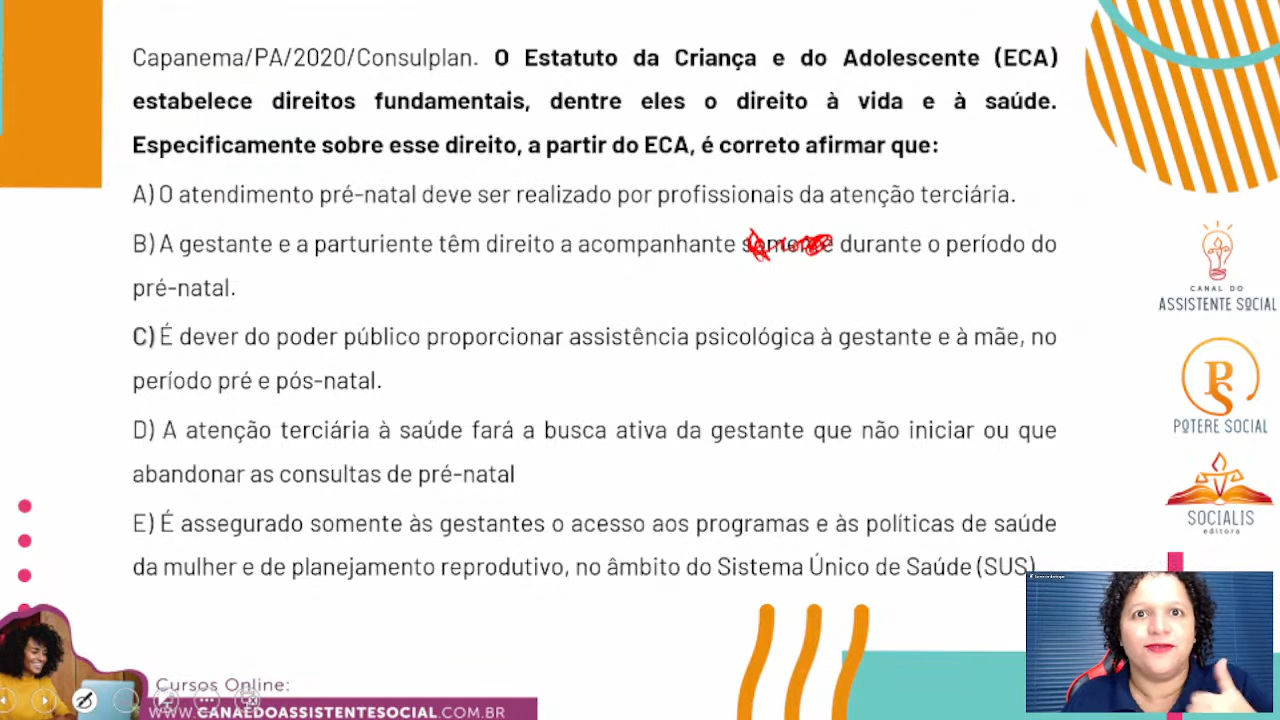 Capanema/PA/2020/Consulplan. O Estatuto da Criança e do Adolescente (ECA)
estabelece direitos fundamentais, dentre eles o direito à vida e à saúde.
Especificamente sobre esse direito, a partir do ECA, é correto afirmar que:
A) O atendimento pré-natal deve ser realizado por profissionais da atenção terciária.
B) A gestante e a parturiente têm direito a acompanhante somente durante o período do
pré-natal.
C) É dever do poder público proporcionar assistência psicológica à gestante e à mãe, no
período pré e pós-natal.
D) A atenção terciária à saúde fará a busca ativa da gestante que não iniciar ou que
abandonar as consultas de pré-natal
E) É assegurado somente às gestantes o acesso aos programas e às políticas de saúde
da mulher e de planejamento reprodutivo, no âmbito do Sistema Único de Saúde (SUS)
CANAL DO
ASSISTENTE SOCIAL
PS
POTERE SOCIAL
SOCIALIS
editora
Cursos Online:
WWW.CANALDOASSISTENTESOCIAL.COM.BR